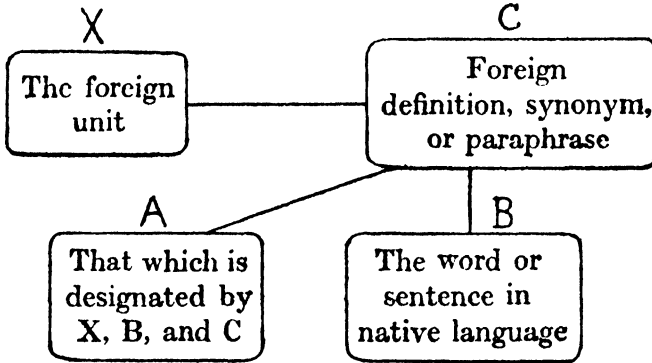 X
The foreign
unit
C
Foreign
definition, synonym,
or paraphrase
A
That which is
designated by
X, B, and C
B
The word or
sentence in
native language